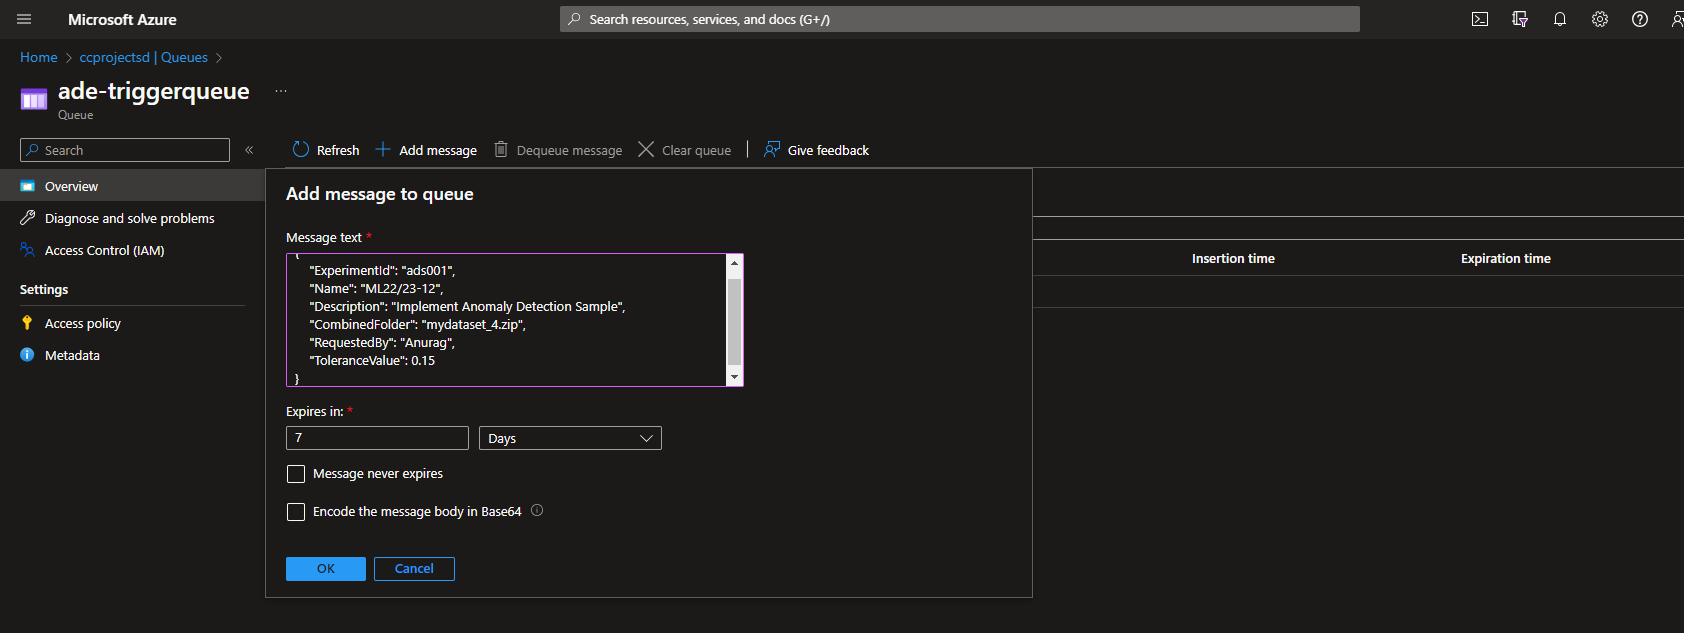 Microsoft Azure
Search resources, services, and docs (G+/)
Home > ccprojectsd | Queues >
ade-triggerqueue ...
Queue
Search «
Refresh
Add message
Dequeue message
Clear queue
Give feedback
Overview
Diagnose and solve problems
Access Control (IAM)
Settings
Access policy
Metadata
Add message to queue
Message text *
{
"ExperimentId": "ads001",
"Name": "ML22/23-12",
"Description": "Implement Anomaly Detection Sample",
"CombinedFolder": "mydataset_4.zip",
"RequestedBy": "Anurag",
"ToleranceValue": 0.15
}
Expires in: *
7
Days
Message never expires
Encode the message body in Base64
OK
Cancel
Insertion time
Expiration time